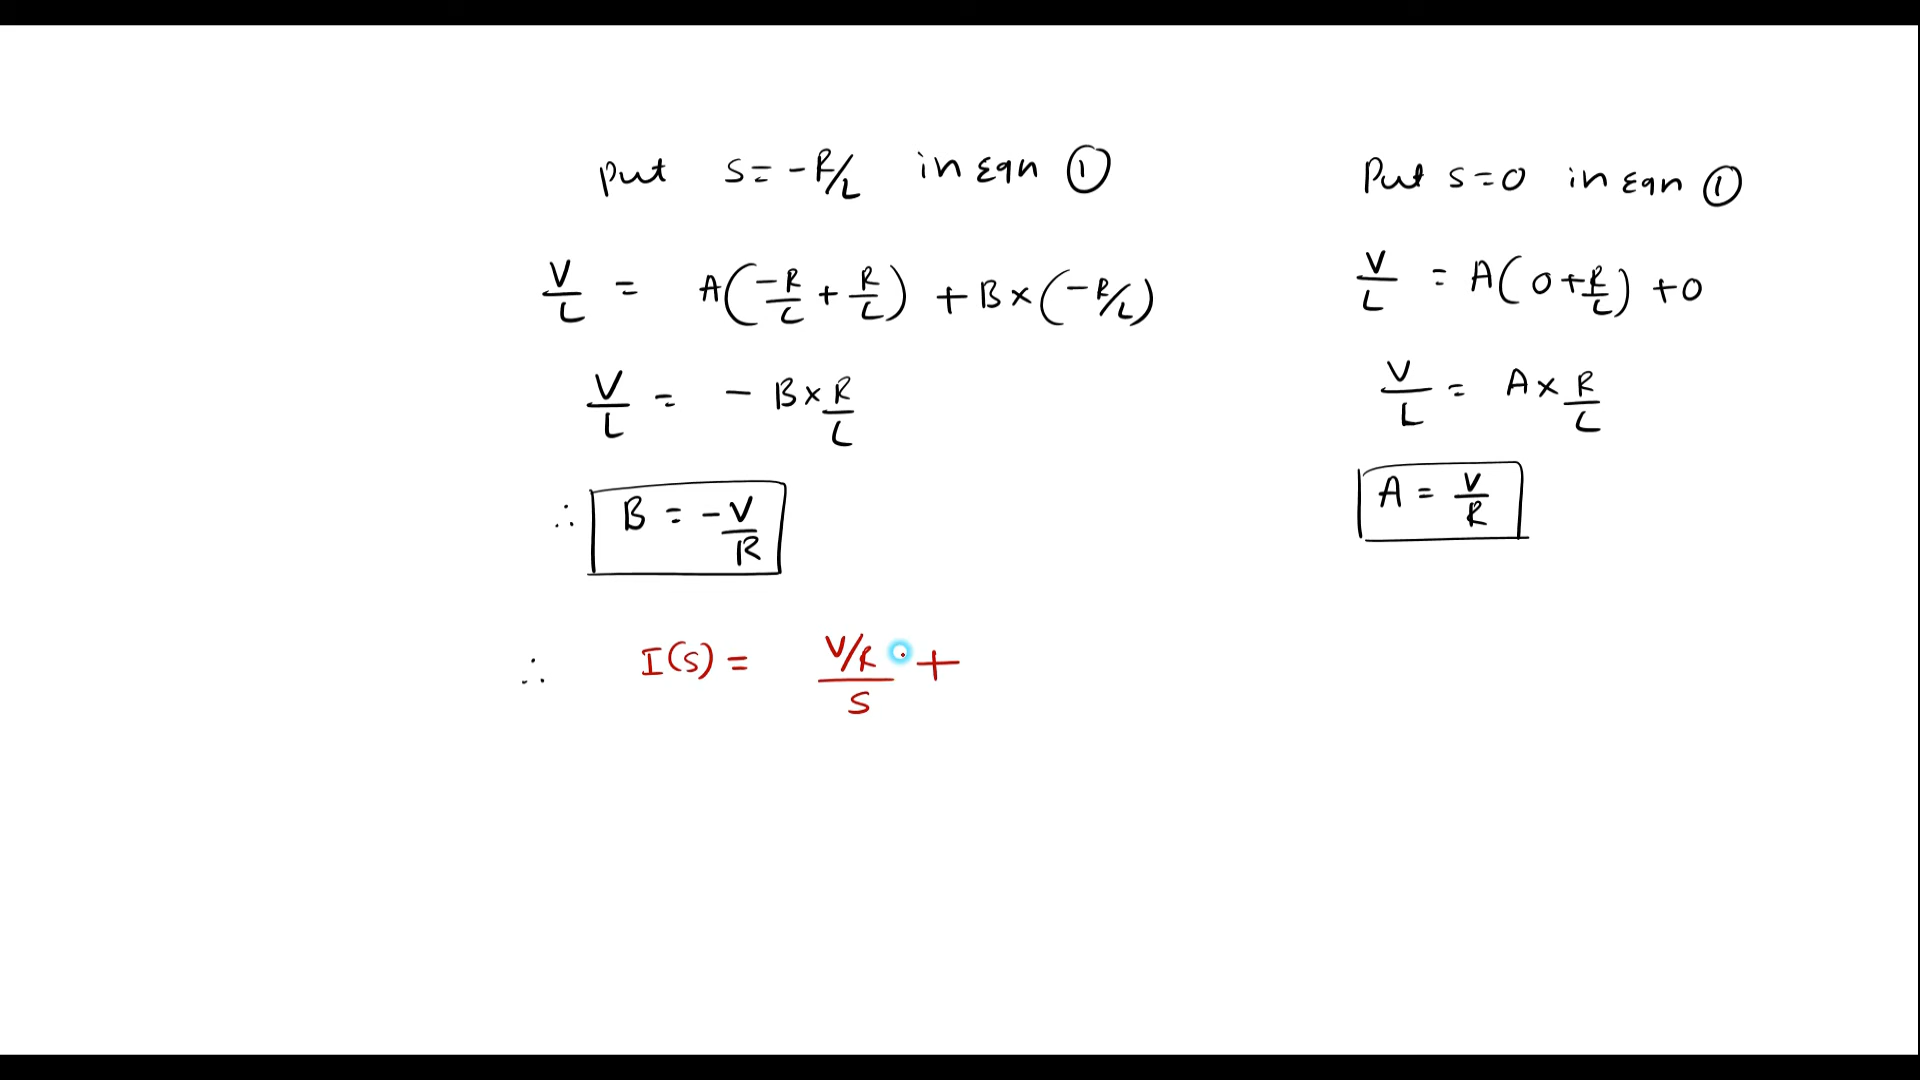 Put S = -R/L in Eqn ①
V/L = A(-R/L + R/L) + B × (-R/L)
V/L = - B × R/L
∴ B = -V/R
Put S = 0 in Eqn ①
V/L = A(0 + R/L) + 0
V/L = A × R/L
A = V/R
∴ I(S) = V/R / S +